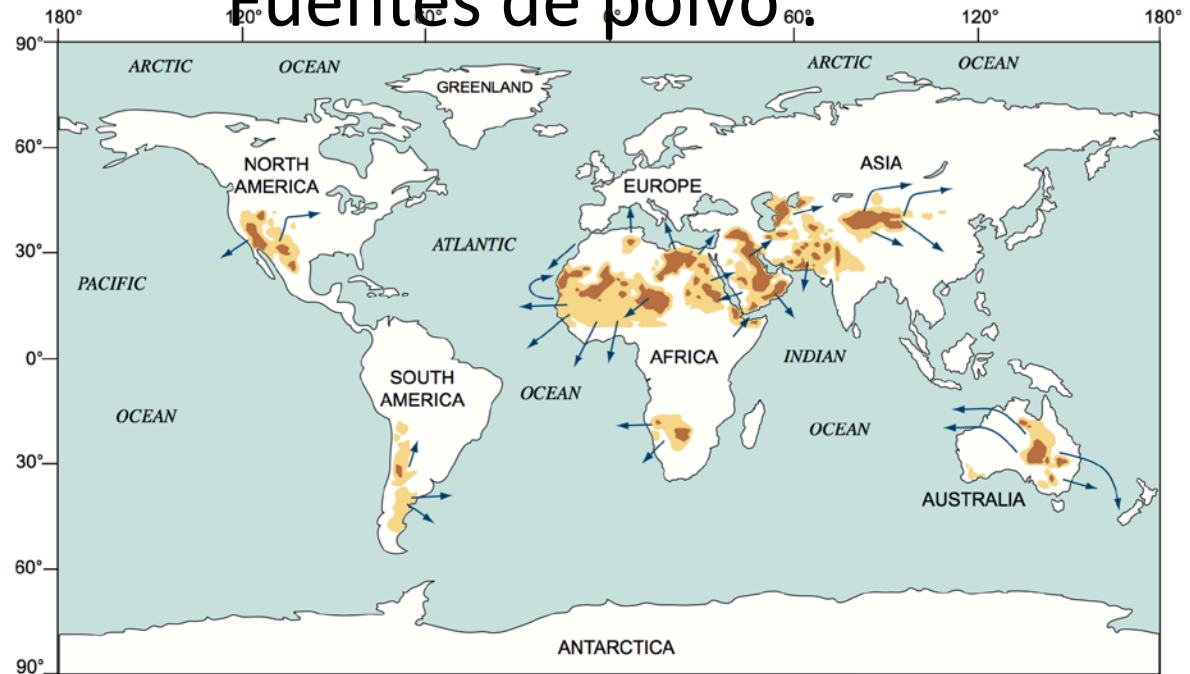 Fuentes de polvo .
180° 120° 60° 0° 60° 120° 180°
90°
ARCTIC OCEAN
ARCTIC OCEAN
GREENLAND
60°
NORTH
AMERICA
EUROPE
ASIA
30°
ATLANTIC
OCEAN
PACIFIC
OCEAN
0°
AFRICA
INDIAN
OCEAN
SOUTH
AMERICA
30°
AUSTRALIA
60°
ANTARCTICA
90°